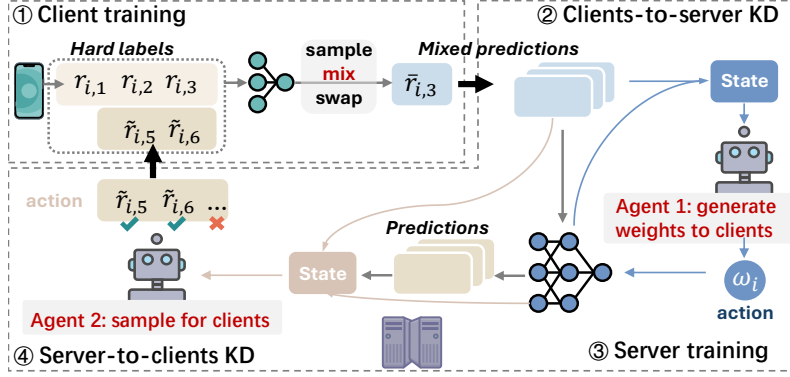 ① Client training
② Clients-to-server KD
Hard labels
sample
mix
swap
Mixed predictions
r_{i,1} r_{i,2} r_{i,3}
r̄_{i,3}
State
r̃_{i,5} r̃_{i,6}
action
r̃_{i,5} r̃_{i,6} ...
Agent 1: generate
weights to clients
Predictions
State
ω_i
action
Agent 2: sample for clients
④ Server-to-clients KD
③ Server training